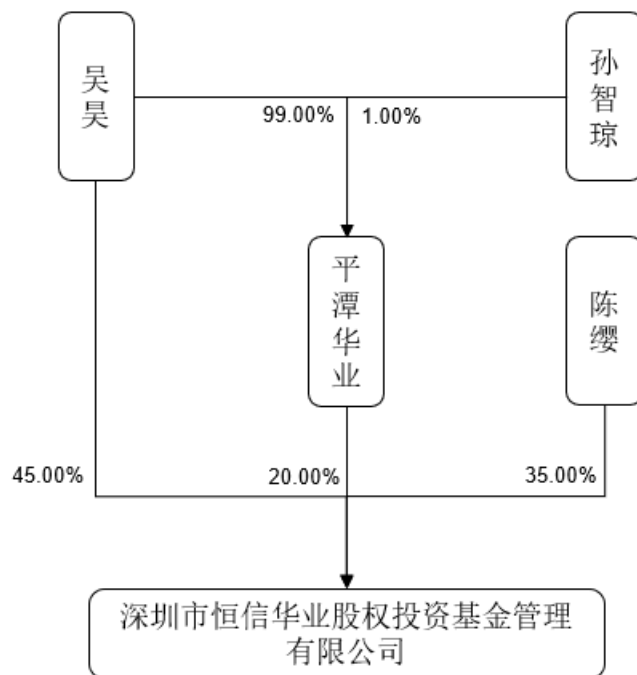 吴昊
孙智琼
99.00%
1.00%
平潭华业
陈缨
45.00%
20.00%
35.00%
深圳市恒信华业股权投资基金管理
有限公司